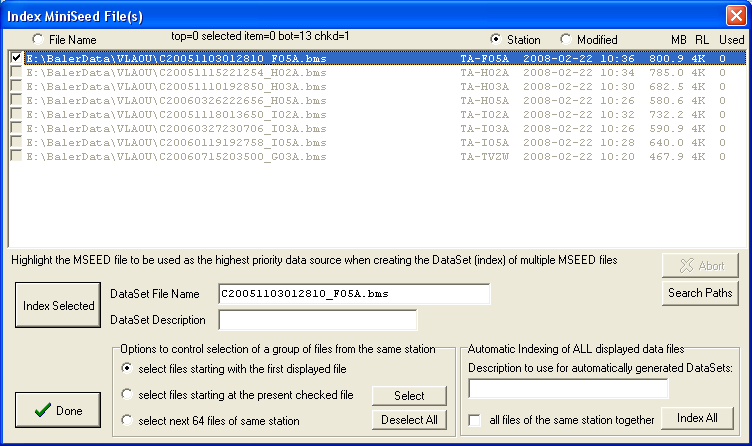 Index MiniSeed File(s)
File Name top=0 selected item=0 bot=13 chkd=1 Station Modified MB RL Used
E:\BalerData\VLAOU\C20051103012810_F05A.bms TA-F05A 2008-02-22 10:36 800.9 4K 0
E:\BalerData\VLAOU\C20051115221254_H02A.bms TA-H02A 2008-02-22 10:34 785.0 4K 0
E:\BalerData\VLAOU\C20051110192850_H03A.bms TA-H03A 2008-02-22 10:30 682.5 4K 0
E:\BalerData\VLAOU\C20060326222656_H05A.bms TA-H05A 2008-02-22 10:26 580.6 4K 0
E:\BalerData\VLAOU\C20051118013650_I02A.bms TA-I02A 2008-02-22 10:32 732.2 4K 0
E:\BalerData\VLAOU\C20060327230706_I03A.bms TA-I03A 2008-02-22 10:26 590.9 4K 0
E:\BalerData\VLAOU\C20060119192758_I05A.bms TA-I05A 2008-02-22 10:28 640.0 4K 0
E:\BalerData\VLAOU\C20060715203500_G03A.bms TA-TVZW 2008-02-22 10:20 467.9 4K 0
Highlight the MSEED file to be used as the highest priority data source when creating the DataSet (index) of multiple MSEED files
Abort
Index Selected
DataSet File Name C20051103012810_F05A.bms
Search Paths
DataSet Description
Options to control selection of a group of files from the same station
select files starting with the first displayed file
select files starting at the present checked file
Select
select next 64 files of same station
Deselect All
Done
Automatic Indexing of ALL displayed data files
Description to use for automatically generated DataSets:
all files of the same station together
Index All